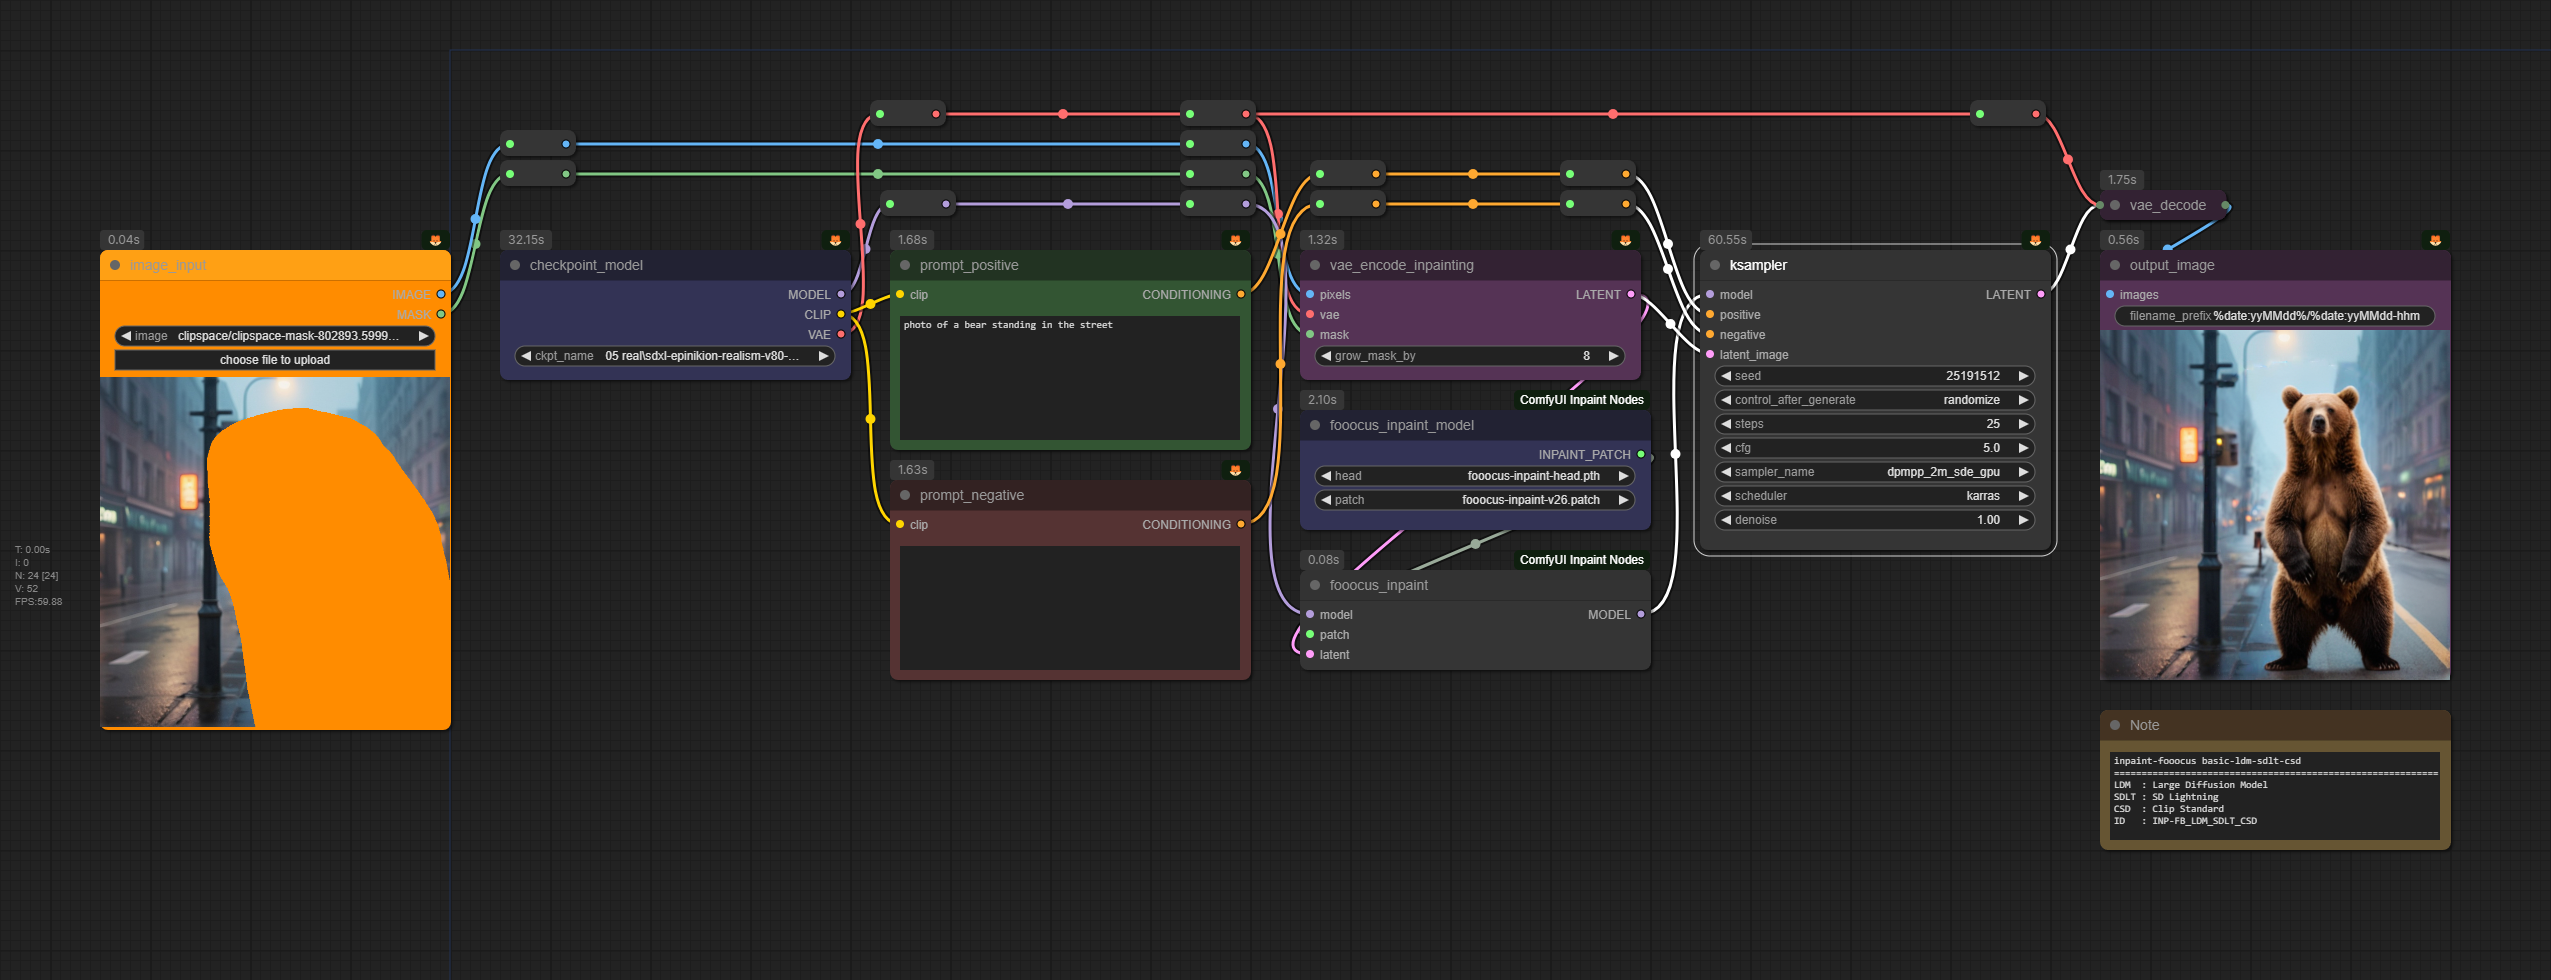 0.04s
image_input
IMAGE
MASK
image clipspace/clipspace-mask-802893.5999...
choose file to upload
T: 0.00s
I: 0
N: 24 [24]
V: 52
FPS:59.88
32.15s
checkpoint_model
MODEL
CLIP
VAE
ckpt_name 05 real\sdxl-epinikion-realism-v80-...
1.68s
prompt_positive
clip CONDITIONING
photo of a bear standing in the street
1.63s
prompt_negative
clip CONDITIONING
1.32s
vae_encode_inpainting
pixels LATENT
vae
mask
grow_mask_by 8
2.10s ComfyUI Inpaint Nodes
fooocus_inpaint_model
INPAINT_PATCH
head fooocus-inpaint-head.pth
patch fooocus-inpaint-v26.patch
0.08s ComfyUI Inpaint Nodes
fooocus_inpaint
model MODEL
patch
latent
60.55s
ksampler
model LATENT
positive
negative
latent_image
seed 25191512
control_after_generate randomize
steps 25
cfg 5.0
sampler_name dpmpp_2m_sde_gpu
scheduler karras
denoise 1.00
1.75s
vae_decode
0.56s
output_image
images
filename_prefix %date:yyMMdd%/%date:yyMMdd-hhm
Note
inpaint-fooocus basic-ldm-sdlt-csd
===========================================================
LDM : Large Diffusion Model
SDLT : SD Lightning
CSD : Clip Standard
ID : INP-FB_LDM_SDLT_CSD